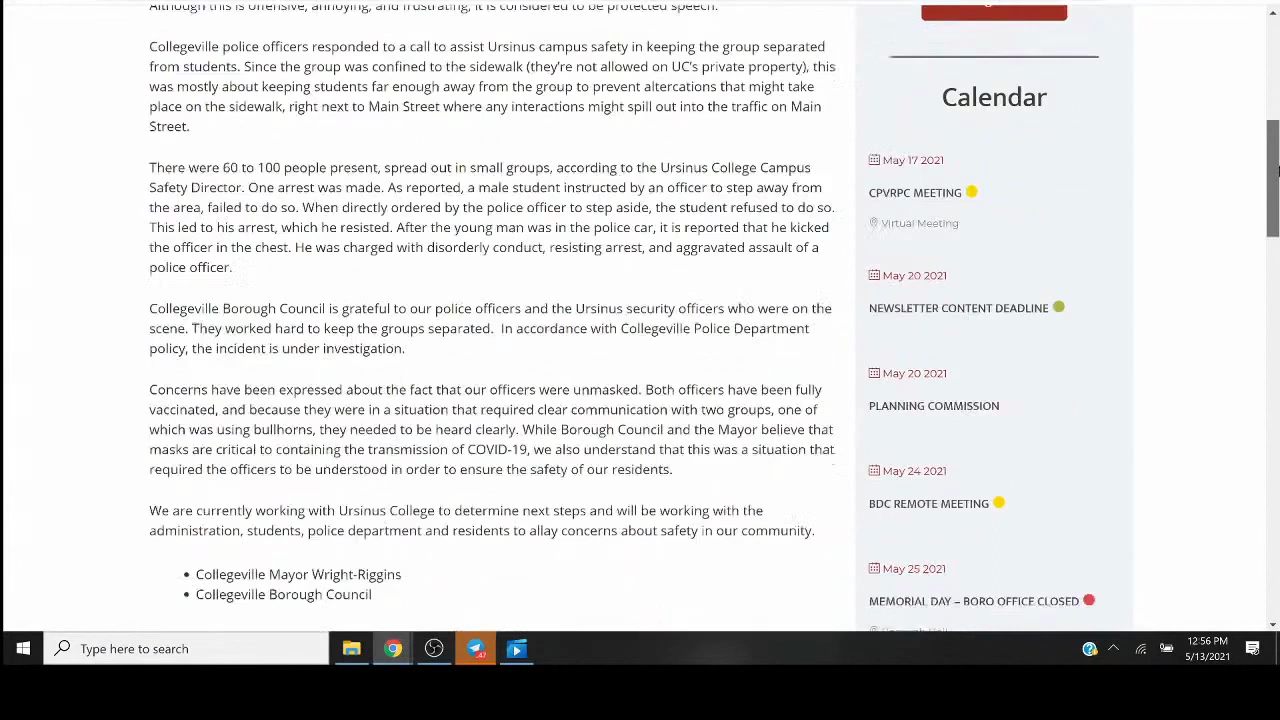 Although this is offensive, annoying, and frustrating, it is considered to be protected speech.
Collegeville police officers responded to a call to assist Ursinus campus safety in keeping the group separated
from students. Since the group was confined to the sidewalk (they're not allowed on UC's private property), this
was mostly about keeping students far enough away from the group to prevent altercations that might take
place on the sidewalk, right next to Main Street where any interactions might spill out into the traffic on Main
Street.
There were 60 to 100 people present, spread out in small groups, according to the Ursinus College Campus
Safety Director. One arrest was made. As reported, a male student instructed by an officer to step away from
the area, failed to do so. When directly ordered by the police officer to step aside, the student refused to do so.
This led to his arrest, which he resisted. After the young man was in the police car, it is reported that he kicked
the officer in the chest. He was charged with disorderly conduct, resisting arrest, and aggravated assault of a
police officer.
Collegeville Borough Council is grateful to our police officers and the Ursinus security officers who were on the
scene. They worked hard to keep the groups separated. In accordance with Collegeville Police Department
policy, the incident is under investigation.
Concerns have been expressed about the fact that our officers were unmasked. Both officers have been fully
vaccinated, and because they were in a situation that required clear communication with two groups, one of
which was using bullhorns, they needed to be heard clearly. While Borough Council and the Mayor believe that
masks are critical to containing the transmission of COVID-19, we also understand that this was a situation that
required the officers to be understood in order to ensure the safety of our residents.
We are currently working with Ursinus College to determine next steps and will be working with the
administration, students, police department and residents to allay concerns about safety in our community.
• Collegeville Mayor Wright-Riggins
• Collegeville Borough Council
Calendar
May 17 2021
CPVRPC MEETING
Virtual Meeting
May 20 2021
NEWSLETTER CONTENT DEADLINE
May 20 2021
PLANNING COMMISSION
May 24 2021
BDC REMOTE MEETING
May 25 2021
MEMORIAL DAY – BORO OFFICE CLOSED
Type here to search
47
12:56 PM
5/13/2021